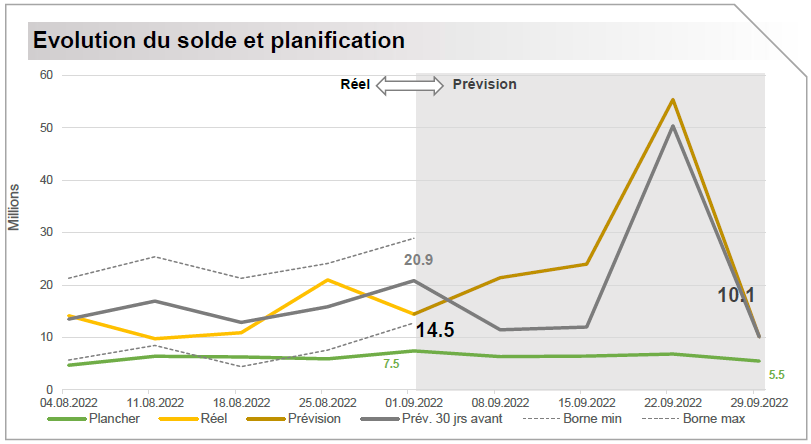 Evolution du solde et planification
Réel
Prévision
Millions
60
50
40
30
20
10
0
20.9
14.5
7.5
10.1
5.5
04.08.2022 11.08.2022 18.08.2022 25.08.2022 01.09.2022 08.09.2022 15.09.2022 22.09.2022 29.09.2022
Plancher Réel Prévision Prév. 30 jrs avant Borne min Borne max